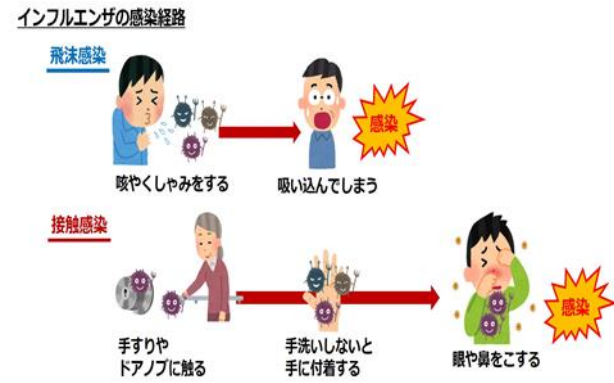 インフルエンザの感染経路
飛沫感染
感染
咳やくしゃみをする
吸い込んでしまう
接触感染
感染
手すりや
ドアノブに触る
手洗いしないと
手に付着する
眼や鼻をこする